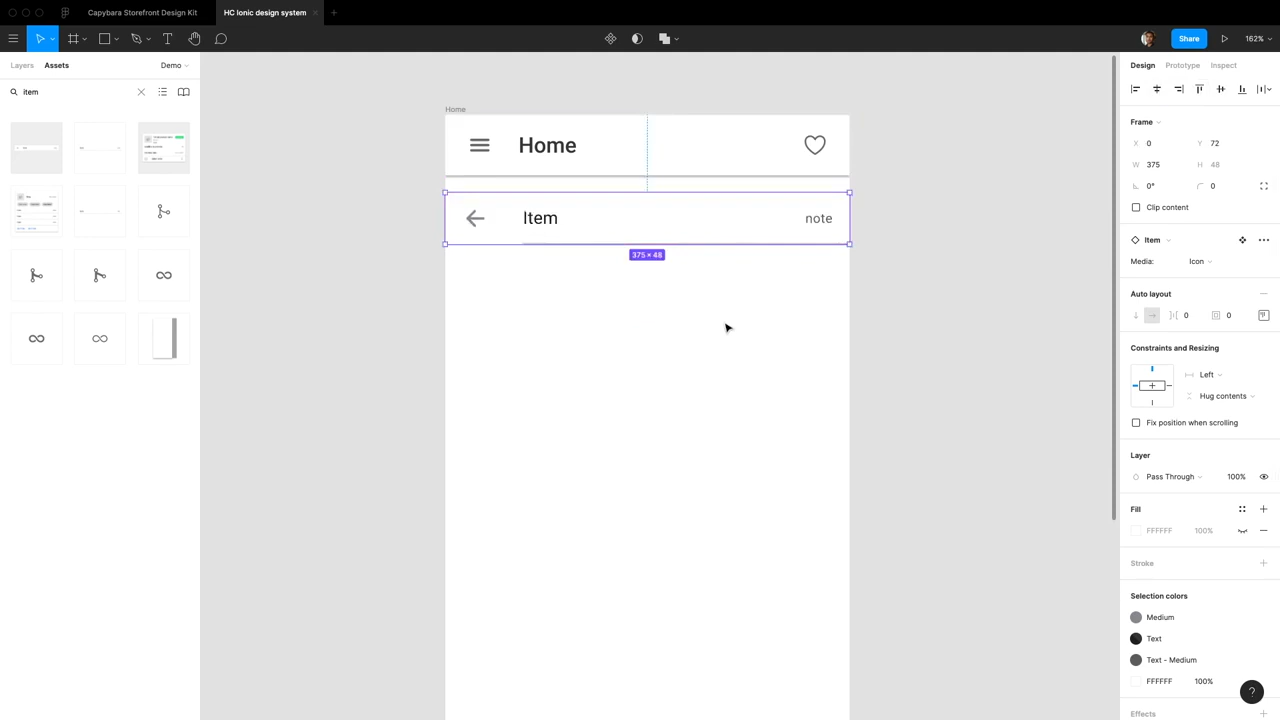 Capybara Storefront Design Kit
HC Ionic design system
Share
162%
Layers
Assets
Demo
item
Home
Home
Item
note
375 × 48
Design
Prototype
Inspect
Frame
X 0
Y 72
W 375
H 48
0°
0
Clip content
Item
Media: Icon
Auto layout
0
0
Constraints and Resizing
Left
Hug contents
Fix position when scrolling
Layer
Pass Through
100%
Fill
FFFFFF 100%
Stroke
Selection colors
Medium
Text
Text - Medium
FFFFFF 100%
Effects
?